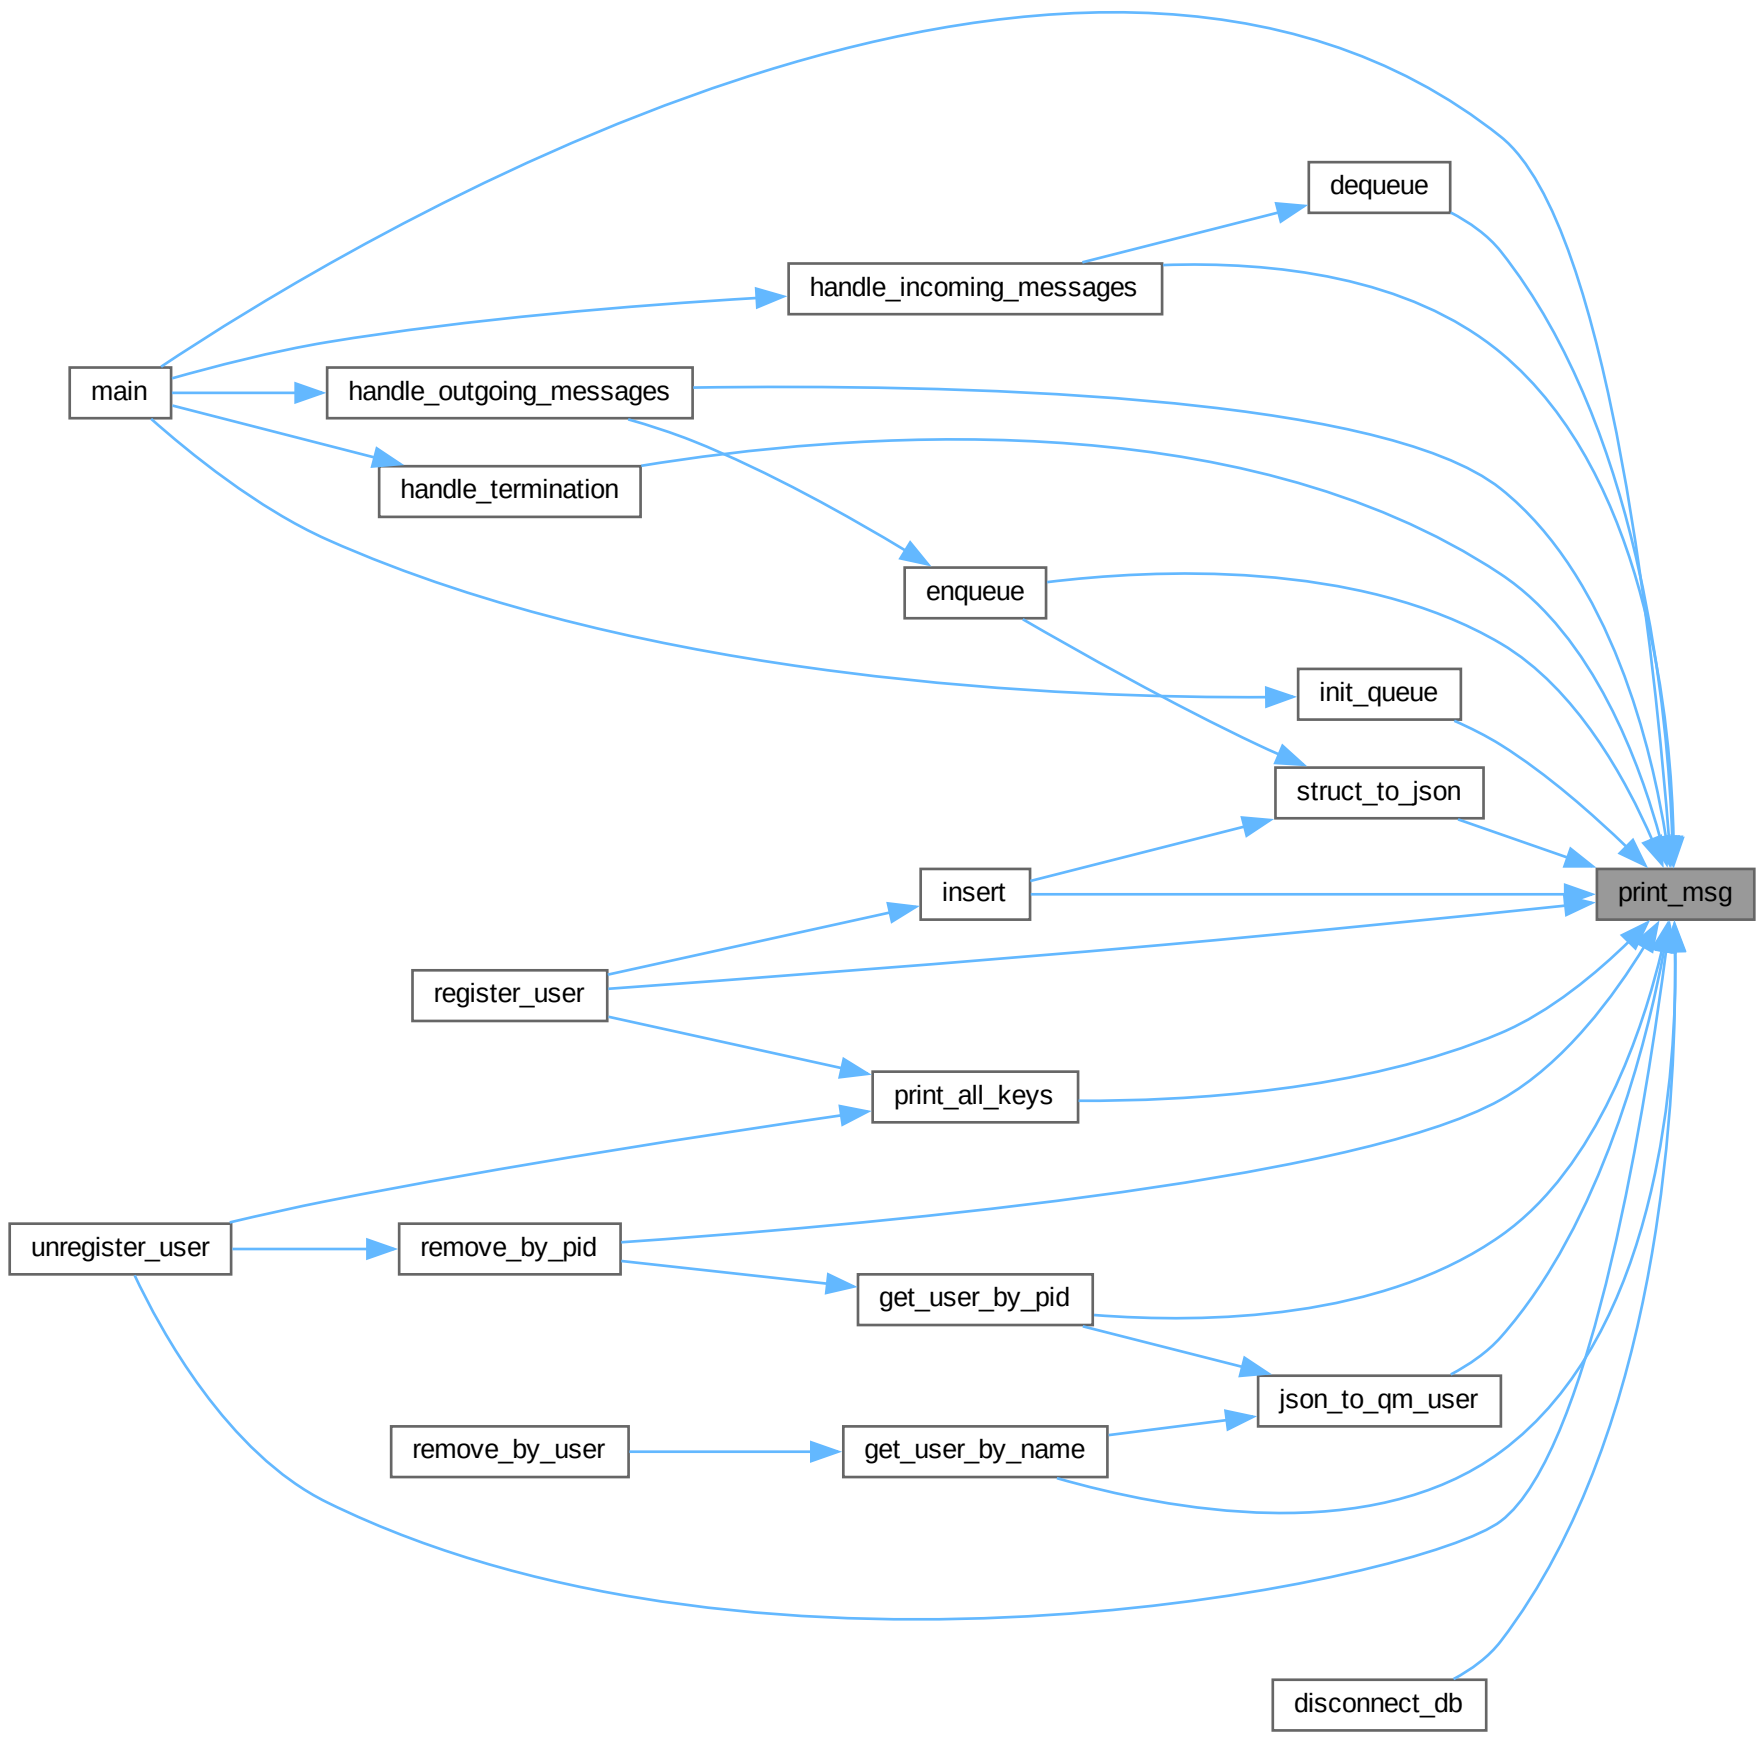 dequeue
handle_incoming_messages
main
handle_outgoing_messages
handle_termination
enqueue
init_queue
struct_to_json
insert
print_msg
register_user
print_all_keys
unregister_user
remove_by_pid
get_user_by_pid
json_to_qm_user
remove_by_user
get_user_by_name
disconnect_db